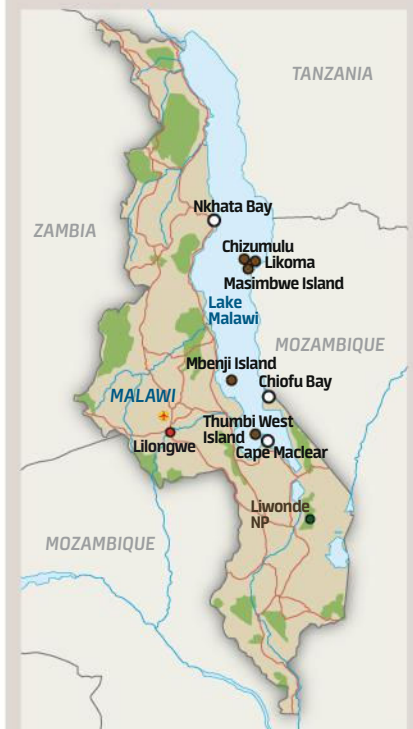 TANZANIA
Nkhata Bay
ZAMBIA
Chizumulu
Likoma
Masimbwe Island
Lake
Malawi
MOZAMBIQUE
Mbenji Island
Chiofu Bay
MALAWI
Thumbi West
Island
Cape Maclear
Lilongwe
Liwonde
NP
MOZAMBIQUE